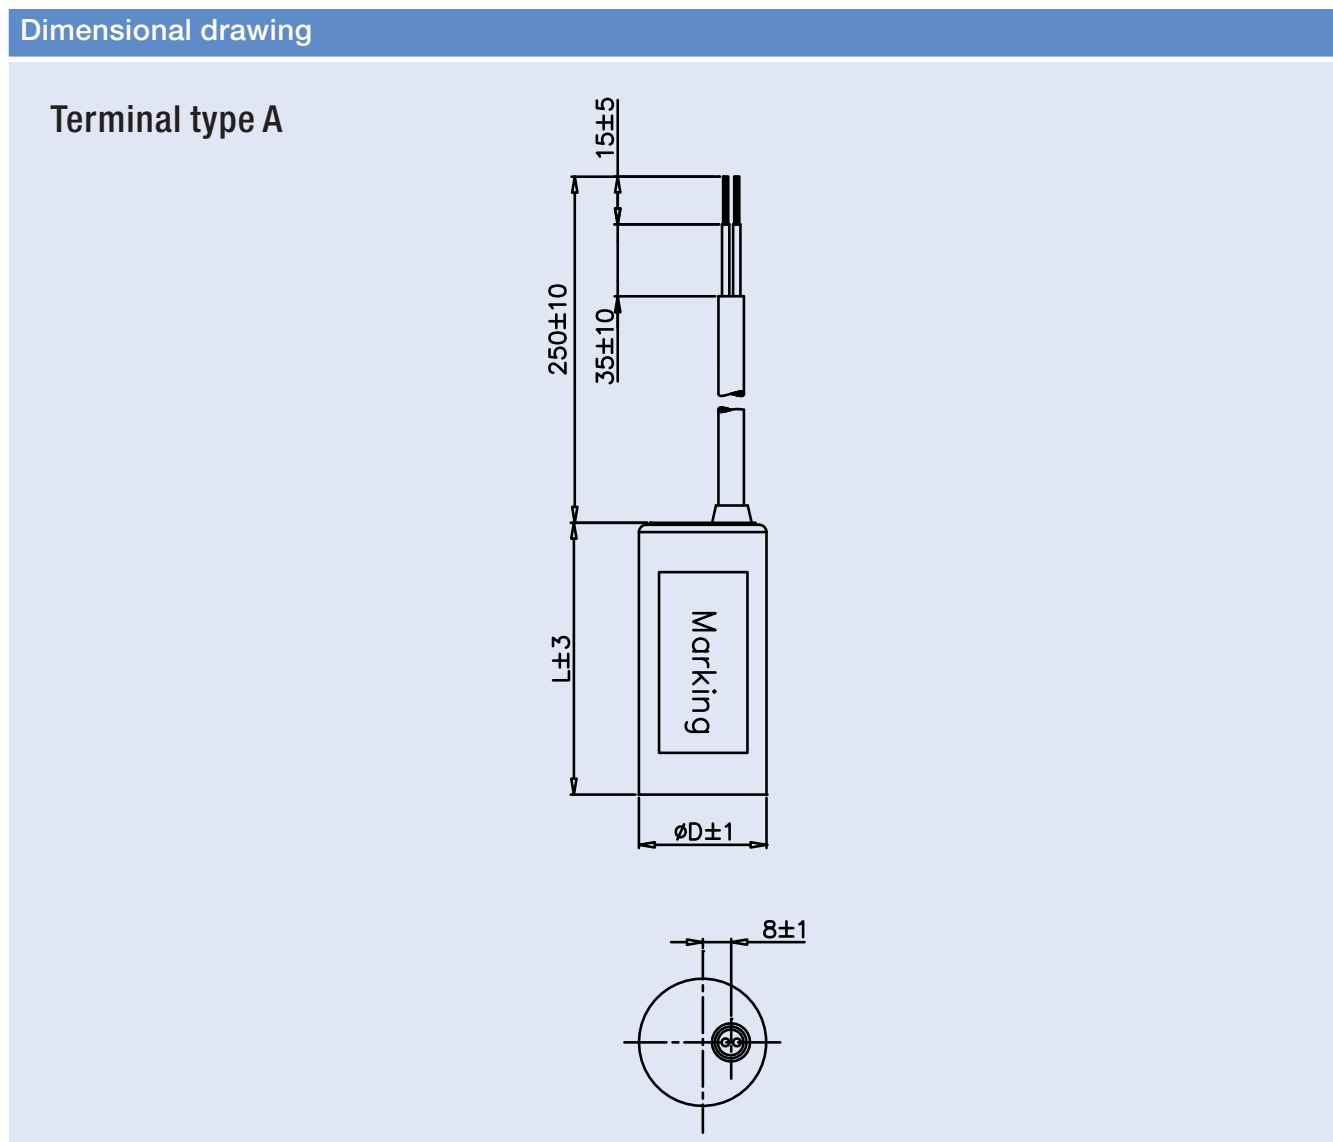 Dimensional drawing
Terminal type A
15±5
250±10
35±10
L±3
Marking
øD±1
8±1